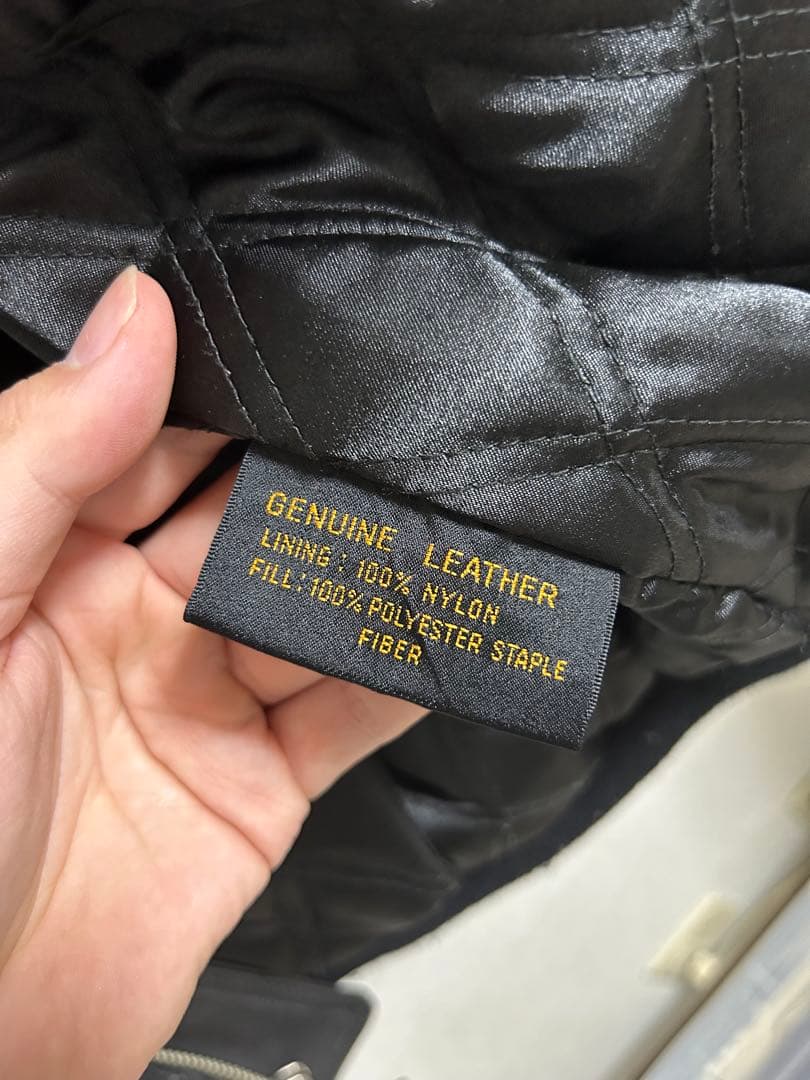 GENUINE LEATHER
LINING: 100% NYLON
FILL:100% POLYESTER STAPLE
FIBER